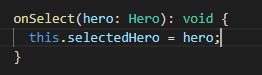 onSelect(hero: Hero): void {
  this.selectedHero = hero;
}